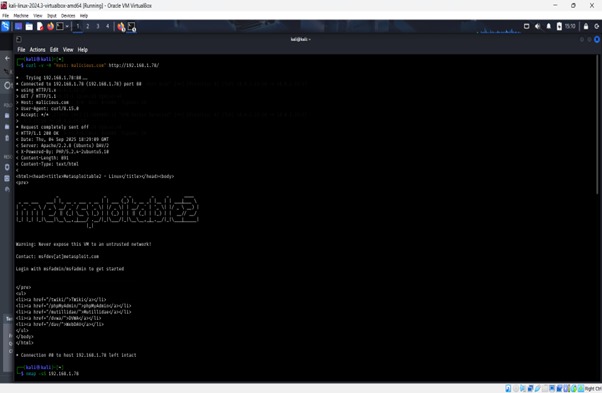 kali-linux-2024.3-virtualbox-amd64 [Running] - Oracle VM VirtualBox
File Machine View Input Devices Help
1 2 3 4
15:10
kali@kali: ~
File Actions Edit View Help
(kali㉿kali)-[~]
$ curl -v -H "Host: malicious.com" http://192.168.1.78/
* Trying 192.168.1.78:80...
* Connected to 192.168.1.78 (192.168.1.78) port 80
* using HTTP/1.x
> GET / HTTP/1.1
> Host: malicious.com
> User-Agent: curl/8.15.0
> Accept: */*
>
* Request completely sent off
< HTTP/1.1 200 OK
< Date: Thu, 04 Sep 2025 18:29:09 GMT
< Server: Apache/2.2.8 (Ubuntu) DAV/2
< X-Powered-By: PHP/5.2.4-2ubuntu5.10
< Content-Length: 891
< Content-Type: text/html
<
<html><head><title>Metasploitable2 - Linux</title></head><body>
<pre>
metasploitable
Warning: Never expose this VM to an untrusted network!
Contact: msfdev[at]metasploit.com
Login with msfadmin/msfadmin to get started
</pre>
<ul>
<li><a href="/twiki/">TWiki</a></li>
<li><a href="/phpMyAdmin/">phpMyAdmin</a></li>
<li><a href="/mutillidae/">Mutillidae</a></li>
<li><a href="/dvwa/">DVWA</a></li>
<li><a href="/dav/">WebDAV</a></li>
</ul>
</body>
</html>
* Connection #0 to host 192.168.1.78 left intact
(kali㉿kali)-[~]
192.168.1.78
Right Ctrl